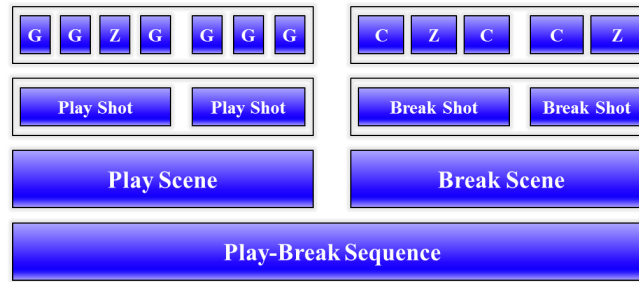 G G Z G G G G C Z C C Z
Play Shot Play Shot Break Shot Break Shot
Play Scene Break Scene
Play-Break Sequence